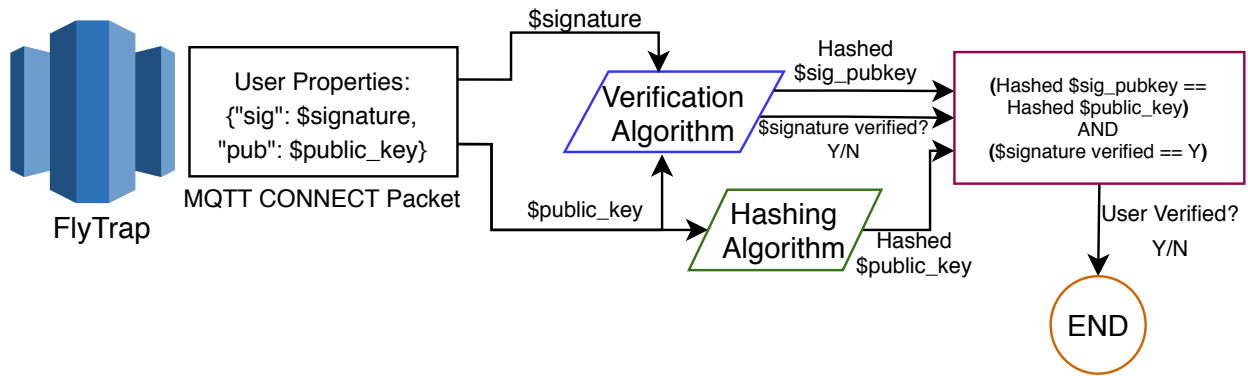 $signature
User Properties:
{"sig": $signature,
"pub": $public_key}
MQTT CONNECT Packet
FlyTrap
$public_key
Verification
Algorithm
Hashing
Algorithm
Hashed
$sig_pubkey
$signature verified?
Y/N
Hashed
$public_key
(Hashed $sig_pubkey ==
Hashed $public_key)
AND
($signature verified == Y)
User Verified?
Y/N
END